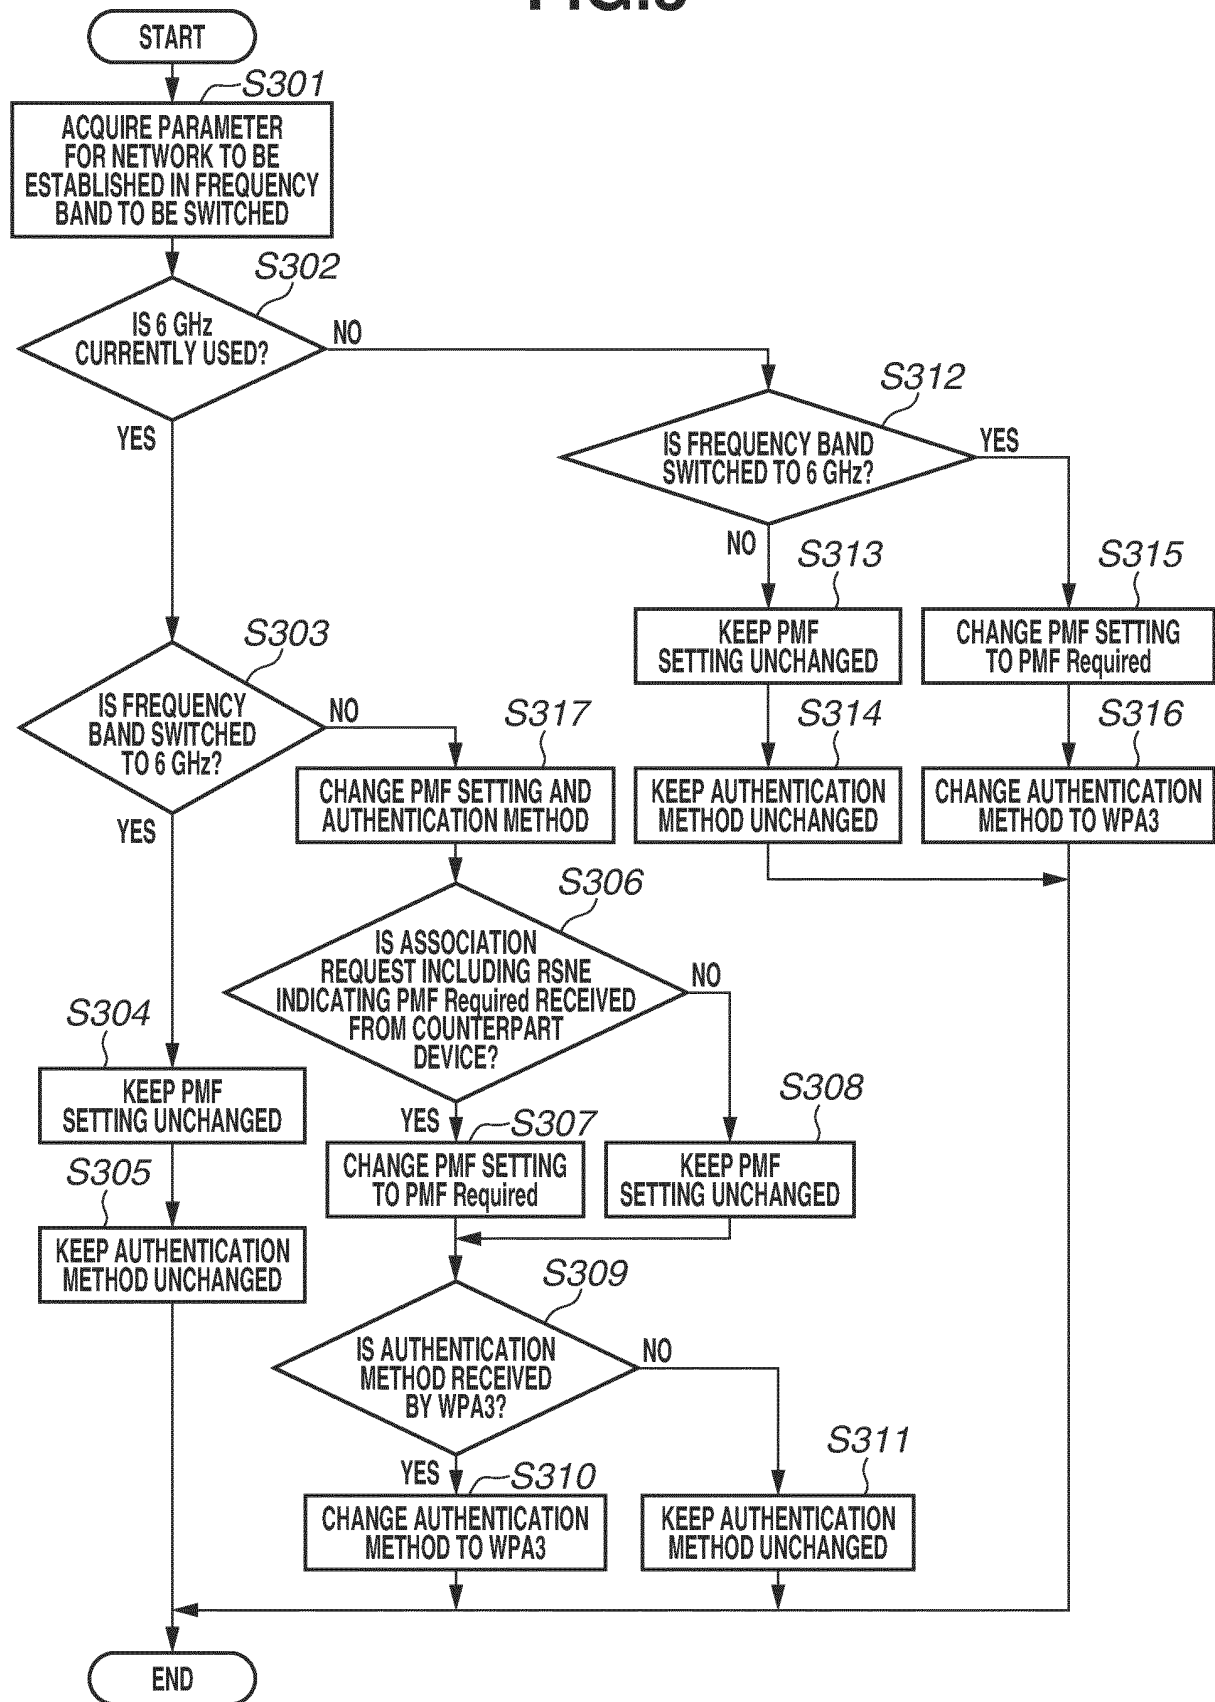 START
S301
ACQUIRE PARAMETER
FOR NETWORK TO BE
ESTABLISHED IN FREQUENCY
BAND TO BE SWITCHED
S302
IS 6 GHz
CURRENTLY USED?
NO
YES
S312
IS FREQUENCY BAND
SWITCHED TO 6 GHz?
YES
NO
S313
KEEP PMF
SETTING UNCHANGED
S315
CHANGE PMF SETTING
TO PMF Required
S314
KEEP AUTHENTICATION
METHOD UNCHANGED
S316
CHANGE AUTHENTICATION
METHOD TO WPA3
S303
IS FREQUENCY
BAND SWITCHED
TO 6 GHz?
NO
YES
S317
CHANGE PMF SETTING AND
AUTHENTICATION METHOD
S306
IS ASSOCIATION
REQUEST INCLUDING RSNE
INDICATING PMF Required RECEIVED
FROM COUNTERPART
DEVICE?
NO
YES
S304
KEEP PMF
SETTING UNCHANGED
S305
KEEP AUTHENTICATION
METHOD UNCHANGED
S307
CHANGE PMF SETTING
TO PMF Required
S308
KEEP PMF
SETTING UNCHANGED
S309
IS AUTHENTICATION
METHOD RECEIVED
BY WPA3?
NO
YES
S310
CHANGE AUTHENTICATION
METHOD TO WPA3
S311
KEEP AUTHENTICATION
METHOD UNCHANGED
END